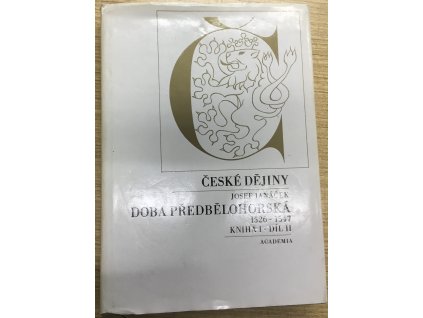 Č
ČESKÉ DĚJINY
JOSEF JANÁČEK
DOBA PŘEDBĚLOHORSKÁ
1526-1547
KNIHA I · DÍL II
ACADEMIA